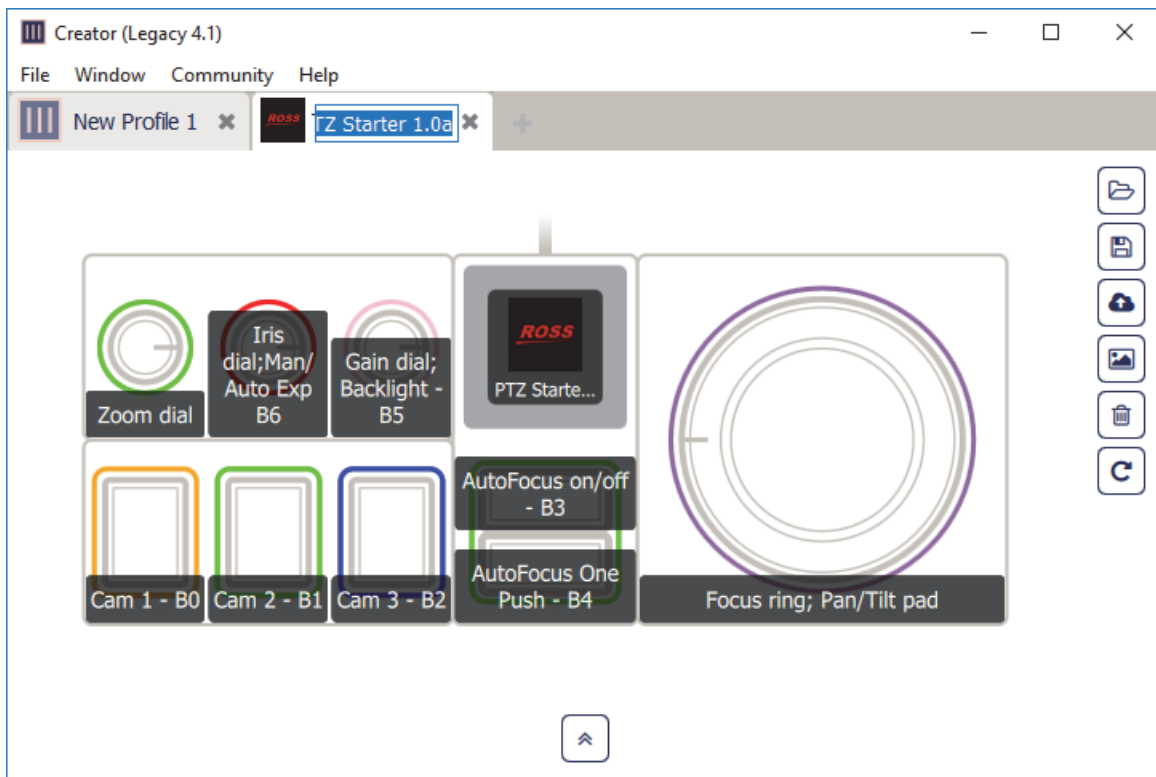 Creator (Legacy 4.1)
File Window Community Help
New Profile 1
ROSS
TZ Starter 1.0a
ROSS
PTZ Starte...
Zoom dial
Iris
dial;Man/
Auto Exp
B6
Gain dial;
Backlight -
B5
AutoFocus on/off
- B3
AutoFocus One
Push - B4
Cam 1 - B0
Cam 2 - B1
Cam 3 - B2
Focus ring; Pan/Tilt pad